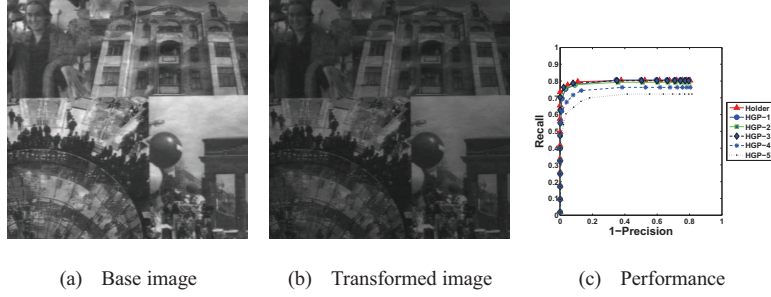 1
0.9
0.8
0.7
0.6
0.5
0.4
0.3
0.2
0.1
0
0 0.2 0.4 0.6 0.8 1
Recall
1−Precision
Holder
HGP−1
HGP−2
HGP−3
HGP−4
HGP−5
(a) Base image
(b) Transformed image
(c) Performance